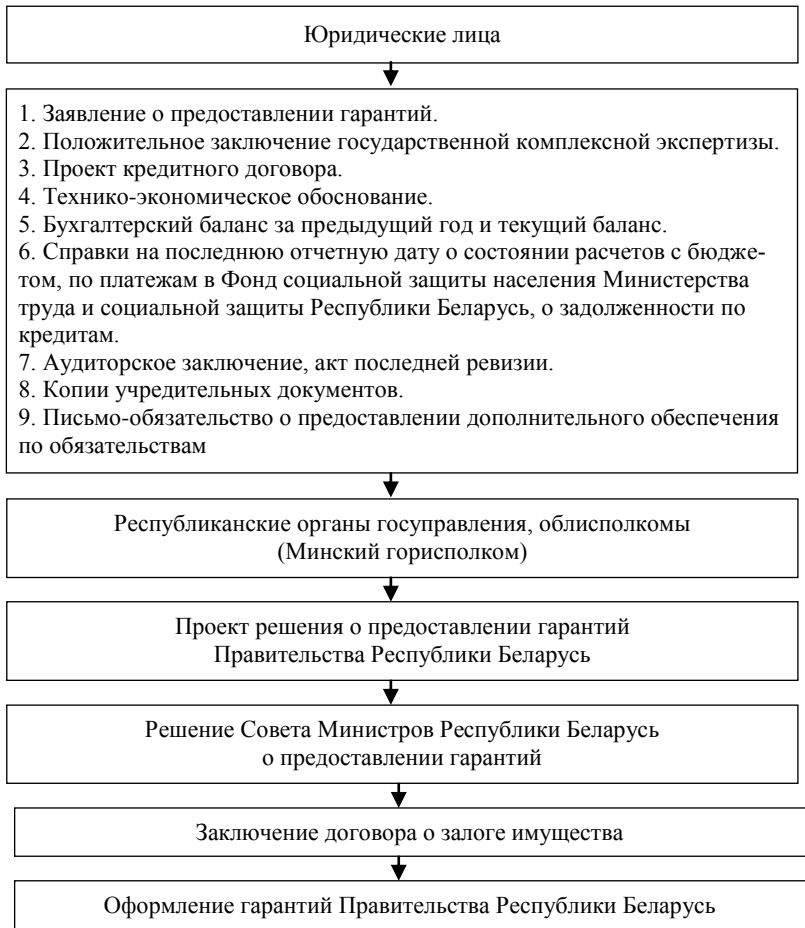 Юридические лица
1. Заявление о предоставлении гарантий.
2. Положительное заключение государственной комплексной экспертизы.
3. Проект кредитного договора.
4. Технико-экономическое обоснование.
5. Бухгалтерский баланс за предыдущий год и текущий баланс.
6. Справки на последнюю отчетную дату о состоянии расчетов с бюдже-
том, по платежам в Фонд социальной защиты населения Министерства
труда и социальной защиты Республики Беларусь, о задолженности по
кредитам.
7. Аудиторское заключение, акт последней ревизии.
8. Копии учредительных документов.
9. Письмо-обязательство о предоставлении дополнительного обеспечения
по обязательствам
Республиканские органы госуправления, облисполкомы
(Минский горисполком)
Проект решения о предоставлении гарантий
Правительства Республики Беларусь
Решение Совета Министров Республики Беларусь
о предоставлении гарантий
Заключение договора о залоге имущества
Оформление гарантий Правительства Республики Беларусь